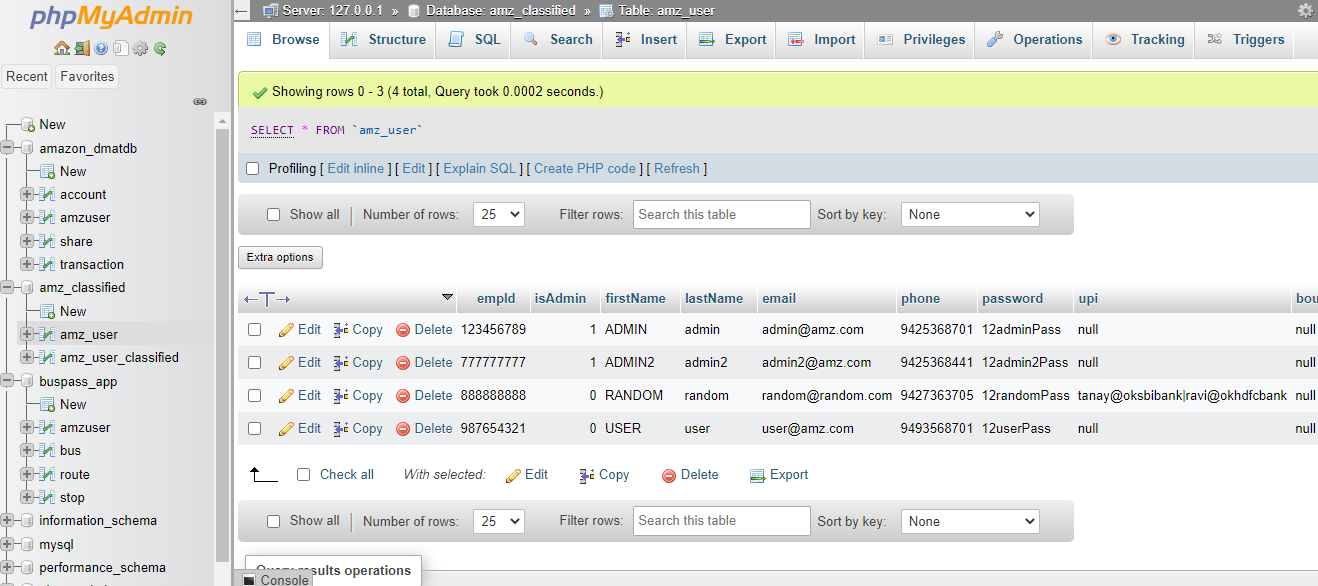 phpMyAdmin
Recent Favorites
New
amazon_dmatdb
New
account
amzuser
share
transaction
amz_classified
New
amz_user
amz_user_classified
buspass_app
New
amzuser
bus
route
stop
information_schema
mysql
performance_schema
Server: 127.0.0.1 » Database: amz_classified » Table: amz_user
Browse Structure SQL Search Insert Export Import Privileges Operations Tracking Triggers
Showing rows 0 - 3 (4 total, Query took 0.0002 seconds.)
SELECT * FROM `amz_user`
Profiling [ Edit inline ] [ Edit ] [ Explain SQL ] [ Create PHP code ] [ Refresh ]
Show all Number of rows: 25 Filter rows: Search this table Sort by key: None
Extra options
←T→ empId isAdmin firstName lastName email phone password upi bou
Edit Copy Delete 123456789 1 ADMIN admin admin@amz.com 9425368701 12adminPass null null
Edit Copy Delete 777777777 1 ADMIN2 admin2 admin2@amz.com 9425368441 12admin2Pass null null
Edit Copy Delete 888888888 0 RANDOM random random@random.com 9427363705 12randomPass tanay@oksbibank|ravi@okhdfcbank null
Edit Copy Delete 987654321 0 USER user user@amz.com 9493568701 12userPass null null
Check all With selected: Edit Copy Delete Export
Show all Number of rows: 25 Filter rows: Search this table Sort by key: None
Query results operations
Console